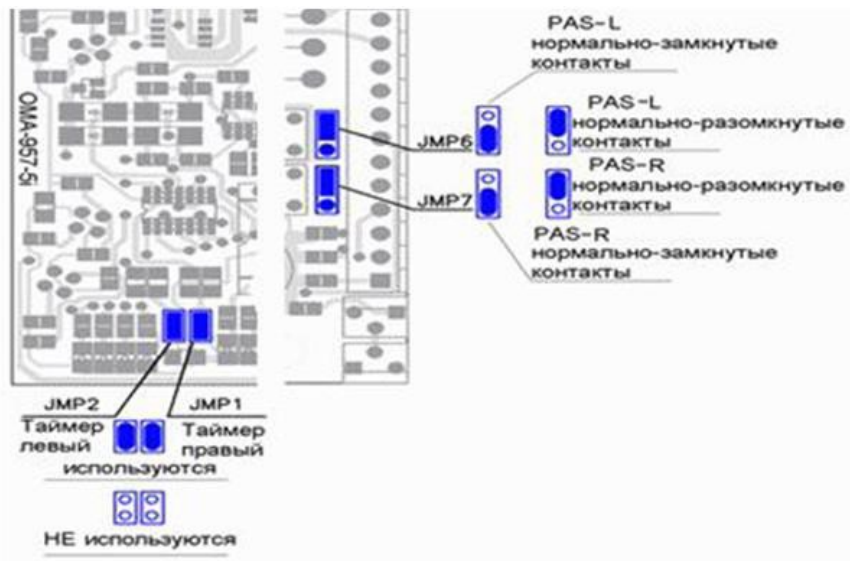 PAS-L
нормально-замкнутые
контакты
PAS-L
нормально-разомкнутые
контакты
JMP6
PAS-R
нормально-разомкнутые
контакты
JMP7
PAS-R
нормально-замкнутые
контакты
OMA-957-5i
JMP2
JMP1
Таймер
левый
Таймер
правый
используются
НЕ используются